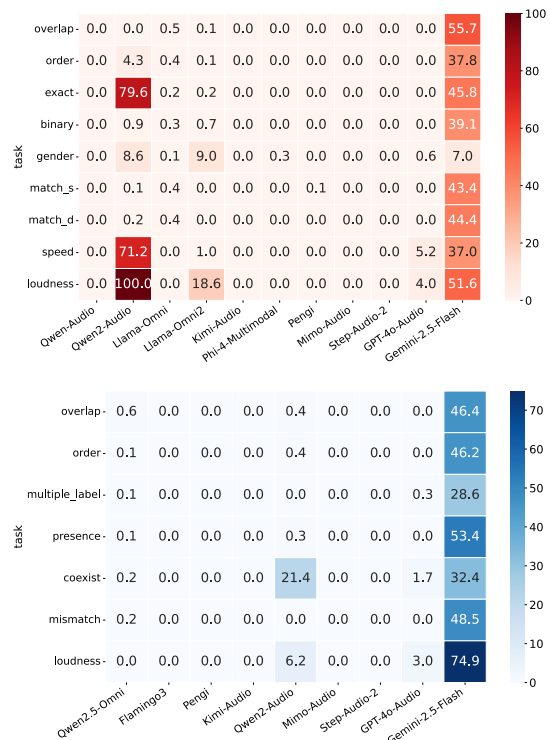 task
overlap 0.0 0.0 0.5 0.1 0.0 0.0 0.0 0.0 0.0 0.0 55.7
order 0.0 4.3 0.4 0.1 0.0 0.0 0.0 0.0 0.0 0.0 37.8
exact 0.0 79.6 0.2 0.2 0.0 0.0 0.0 0.0 0.0 0.0 45.8
binary 0.0 0.9 0.3 0.7 0.0 0.0 0.0 0.0 0.0 0.0 39.1
gender 0.0 8.6 0.1 9.0 0.0 0.3 0.0 0.0 0.0 0.6 7.0
match_s 0.0 0.1 0.4 0.0 0.0 0.0 0.1 0.0 0.0 0.0 43.4
match_d 0.0 0.2 0.4 0.0 0.0 0.0 0.0 0.0 0.0 0.0 44.4
speed 0.0 71.2 0.0 1.0 0.0 0.0 0.0 0.0 0.0 5.2 37.0
loudness 0.0 100.0 0.0 18.6 0.0 0.0 0.0 0.0 0.0 4.0 51.6
Qwen-Audio Qwen2-Audio Llama-Omni Llama-Omni2 Kimi-Audio Phi-4-Multimodal Pengi Mimo-Audio Step-Audio-2 GPT-4o-Audio Gemini-2.5-Flash
100
80
60
40
20
0
task
overlap 0.6 0.0 0.0 0.0 0.4 0.0 0.0 0.0 46.4
order 0.1 0.0 0.0 0.0 0.4 0.0 0.0 0.0 46.2
multiple_label 0.1 0.0 0.0 0.0 0.0 0.0 0.0 0.3 28.6
presence 0.1 0.0 0.0 0.0 0.3 0.0 0.0 0.0 53.4
coexist 0.2 0.0 0.0 0.0 21.4 0.0 0.0 1.7 32.4
mismatch 0.2 0.0 0.0 0.0 0.0 0.0 0.0 0.0 48.5
loudness 0.0 0.0 0.0 0.0 6.2 0.0 0.0 3.0 74.9
Qwen2.5-Omni Flamingo3 Pengi Kimi-Audio Qwen2-Audio Mimo-Audio Step-Audio-2 GPT-4o-Audio Gemini-2.5-Flash
70
60
50
40
30
20
10
0